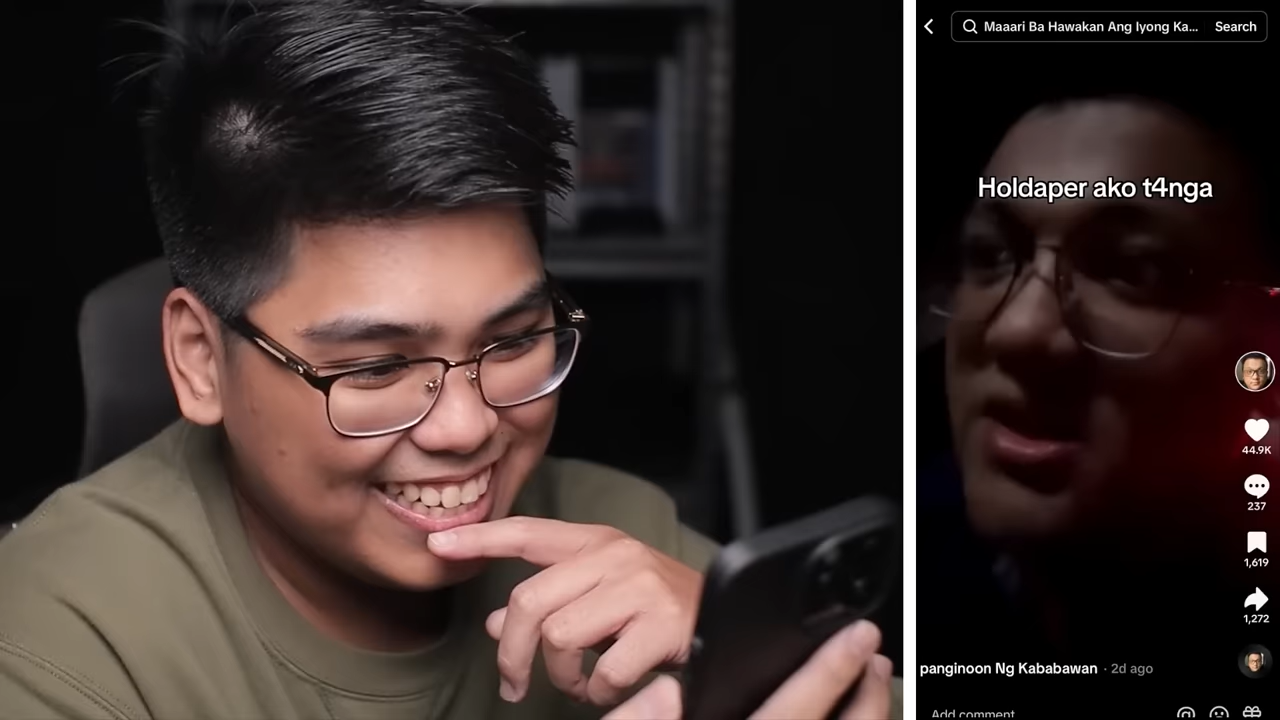 Maaari Ba Hawakan Ang Iyong Ka...
Search
Holdaper ako t4nga
44.9K
237
1,619
1,272
panginoon Ng Kababawan · 2d ago
Add comment